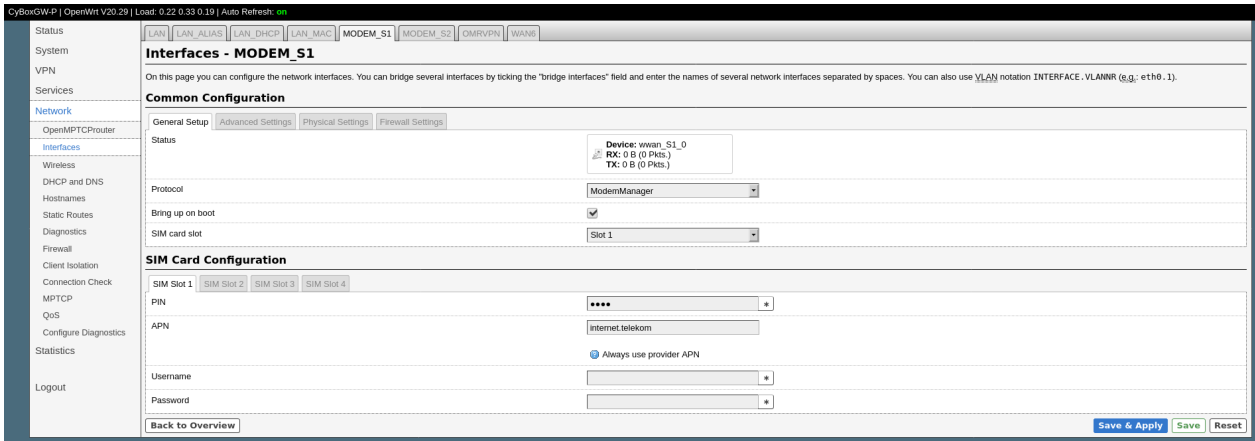 CyBoxGW-P | OpenWrt V20.29 | Load: 0.22 0.33 0.19 | Auto Refresh: on
Status
System
VPN
Services
Network
OpenMPTCProuter
Interfaces
Wireless
DHCP and DNS
Hostnames
Static Routes
Diagnostics
Firewall
Client Isolation
Connection Check
MPTCP
QoS
Configure Diagnostics
Statistics
Logout
LAN LAN_ALIAS LAN_DHCP LAN_MAC MODEM_S1 MODEM_S2 OMRVPN WAN6
Interfaces - MODEM_S1
On this page you can configure the network interfaces. You can bridge several interfaces by ticking the "bridge interfaces" field and enter the names of several network interfaces separated by spaces. You can also use VLAN notation INTERFACE.VLANNR (e.g.: eth0.1).
Common Configuration
General Setup Advanced Settings Physical Settings Firewall Settings
Status
Device: wwan_S1_0
RX: 0 B (0 Pkts.)
TX: 0 B (0 Pkts.)
Protocol ModemManager
Bring up on boot
SIM card slot Slot 1
SIM Card Configuration
SIM Slot 1 SIM Slot 2 SIM Slot 3 SIM Slot 4
PIN •••• *
APN internet.telekom
Always use provider APN
Username *
Password *
Back to Overview Save & Apply Save Reset